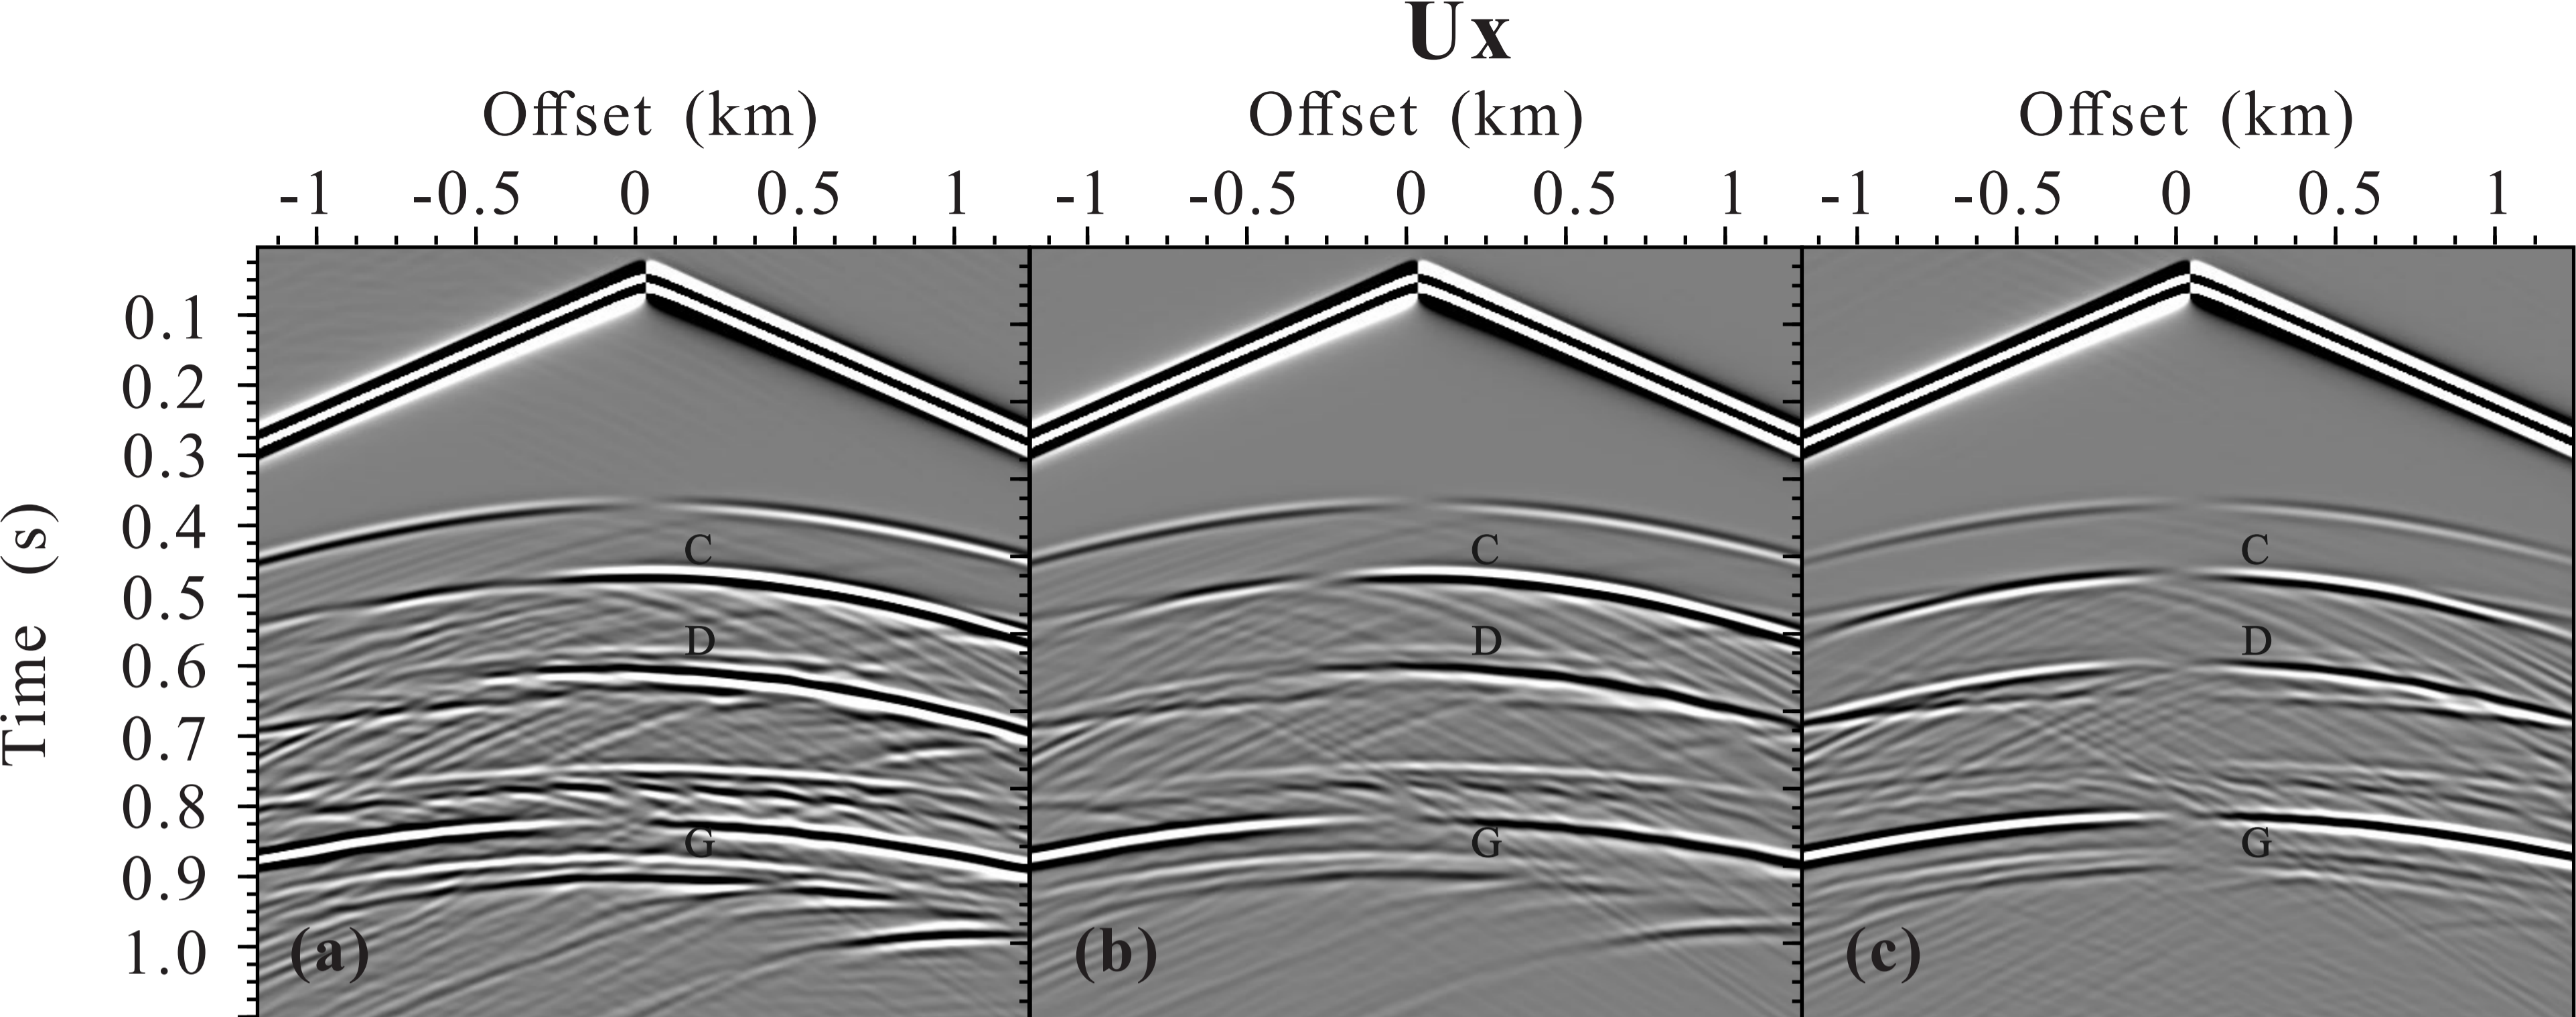 Ux
Offset (km) Offset (km) Offset (km)
-1 -0.5 0 0.5 1 -1 -0.5 0 0.5 1 -1 -0.5 0 0.5 1
Time (s)
0.1
0.2
0.3
0.4
0.5
0.6
0.7
0.8
0.9
1.0
C C C
D D D
G G G
(a) (b) (c)